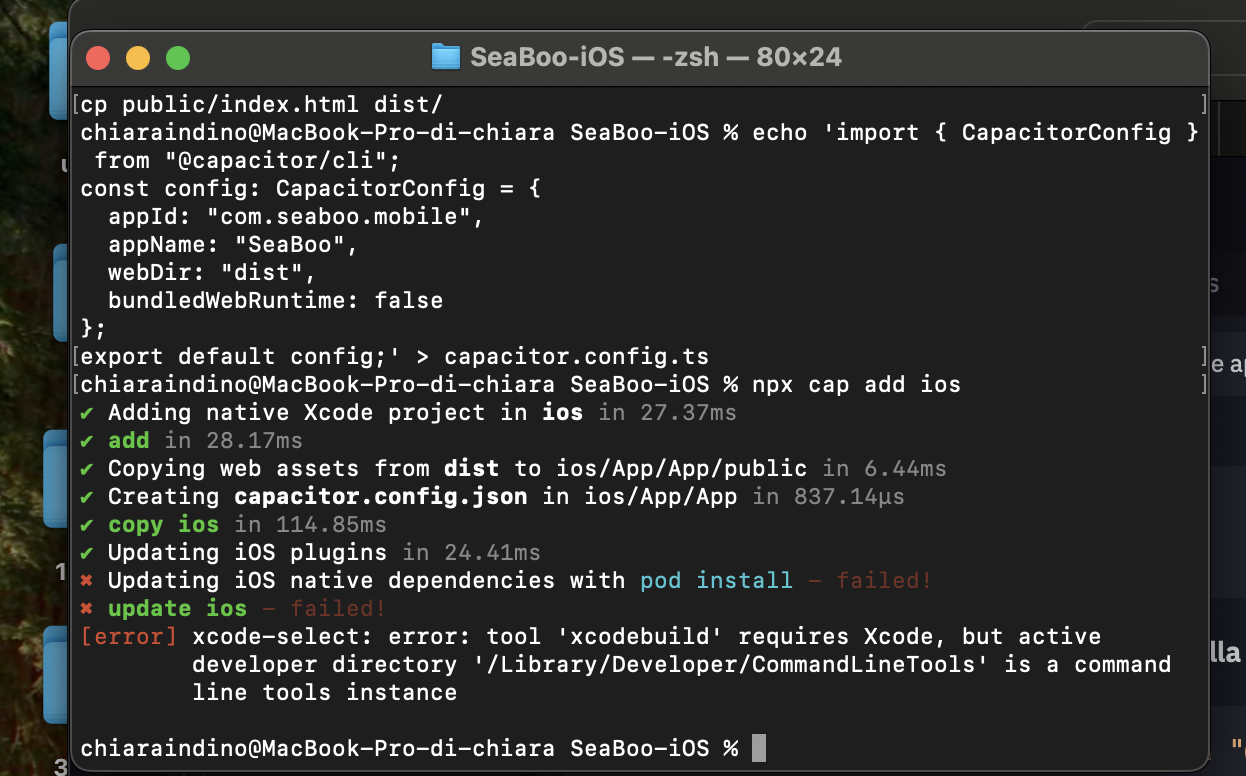 SeaBoo-iOS — -zsh — 80×24
[cp public/index.html dist/ ]
chiaraindino@MacBook-Pro-di-chiara SeaBoo-iOS % echo 'import { CapacitorConfig }
from "@capacitor/cli";
const config: CapacitorConfig = {
appId: "com.seaboo.mobile",
appName: "SeaBoo",
webDir: "dist",
bundledWebRuntime: false
};
[export default config;' > capacitor.config.ts ]
[chiaraindino@MacBook-Pro-di-chiara SeaBoo-iOS % npx cap add ios ]
✔ Adding native Xcode project in ios in 27.37ms
✔ add in 28.17ms
✔ Copying web assets from dist to ios/App/App/public in 6.44ms
✔ Creating capacitor.config.json in ios/App/App in 837.14μs
✔ copy ios in 114.85ms
✔ Updating iOS plugins in 24.41ms
✖ Updating iOS native dependencies with pod install – failed!
✖ update ios – failed!
[error] xcode-select: error: tool 'xcodebuild' requires Xcode, but active
developer directory '/Library/Developer/CommandLineTools' is a command
line tools instance
chiaraindino@MacBook-Pro-di-chiara SeaBoo-iOS %